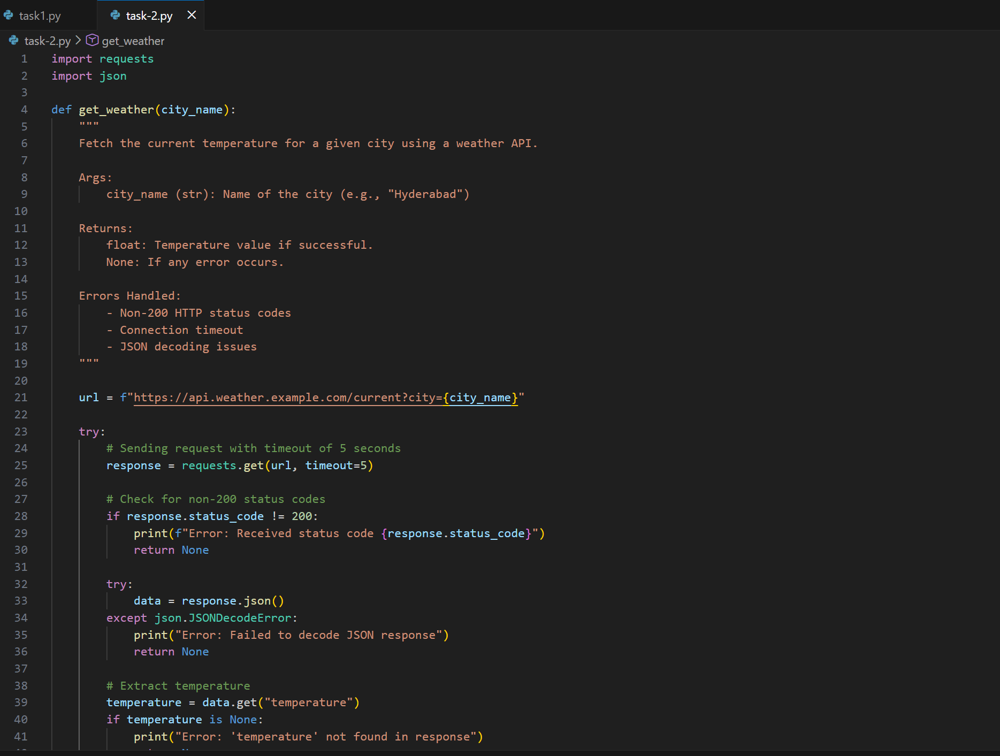 task1.py
task-2.py
task-2.py > get_weather
1 import requests
2 import json
3
4 def get_weather(city_name):
5     """
6     Fetch the current temperature for a given city using a weather API.
7
8     Args:
9         city_name (str): Name of the city (e.g., "Hyderabad")
10
11     Returns:
12         float: Temperature value if successful.
13         None: If any error occurs.
14
15     Errors Handled:
16         - Non-200 HTTP status codes
17         - Connection timeout
18         - JSON decoding issues
19     """
20
21     url = f"https://api.weather.example.com/current?city={city_name}"
22
23     try:
24         # Sending request with timeout of 5 seconds
25         response = requests.get(url, timeout=5)
26
27         # Check for non-200 status codes
28         if response.status_code != 200:
29             print(f"Error: Received status code {response.status_code}")
30             return None
31
32         try:
33             data = response.json()
34         except json.JSONDecodeError:
35             print("Error: Failed to decode JSON response")
36             return None
37
38         # Extract temperature
39         temperature = data.get("temperature")
40         if temperature is None:
41             print("Error: 'temperature' not found in response")